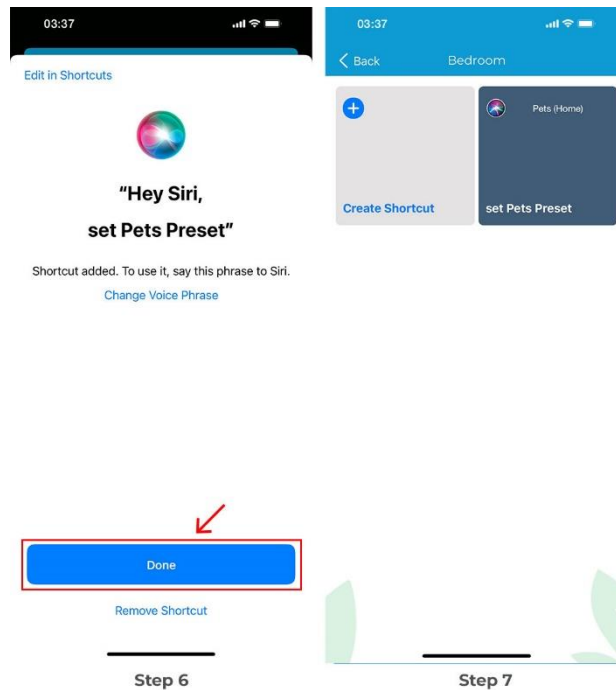 03:37
Edit in Shortcuts
“Hey Siri,
set Pets Preset”
Shortcut added. To use it, say this phrase to Siri.
Change Voice Phrase
Done
Remove Shortcut
Step 6
03:37
Back
Bedroom
Create Shortcut
Pets (Home)
set Pets Preset
Step 7